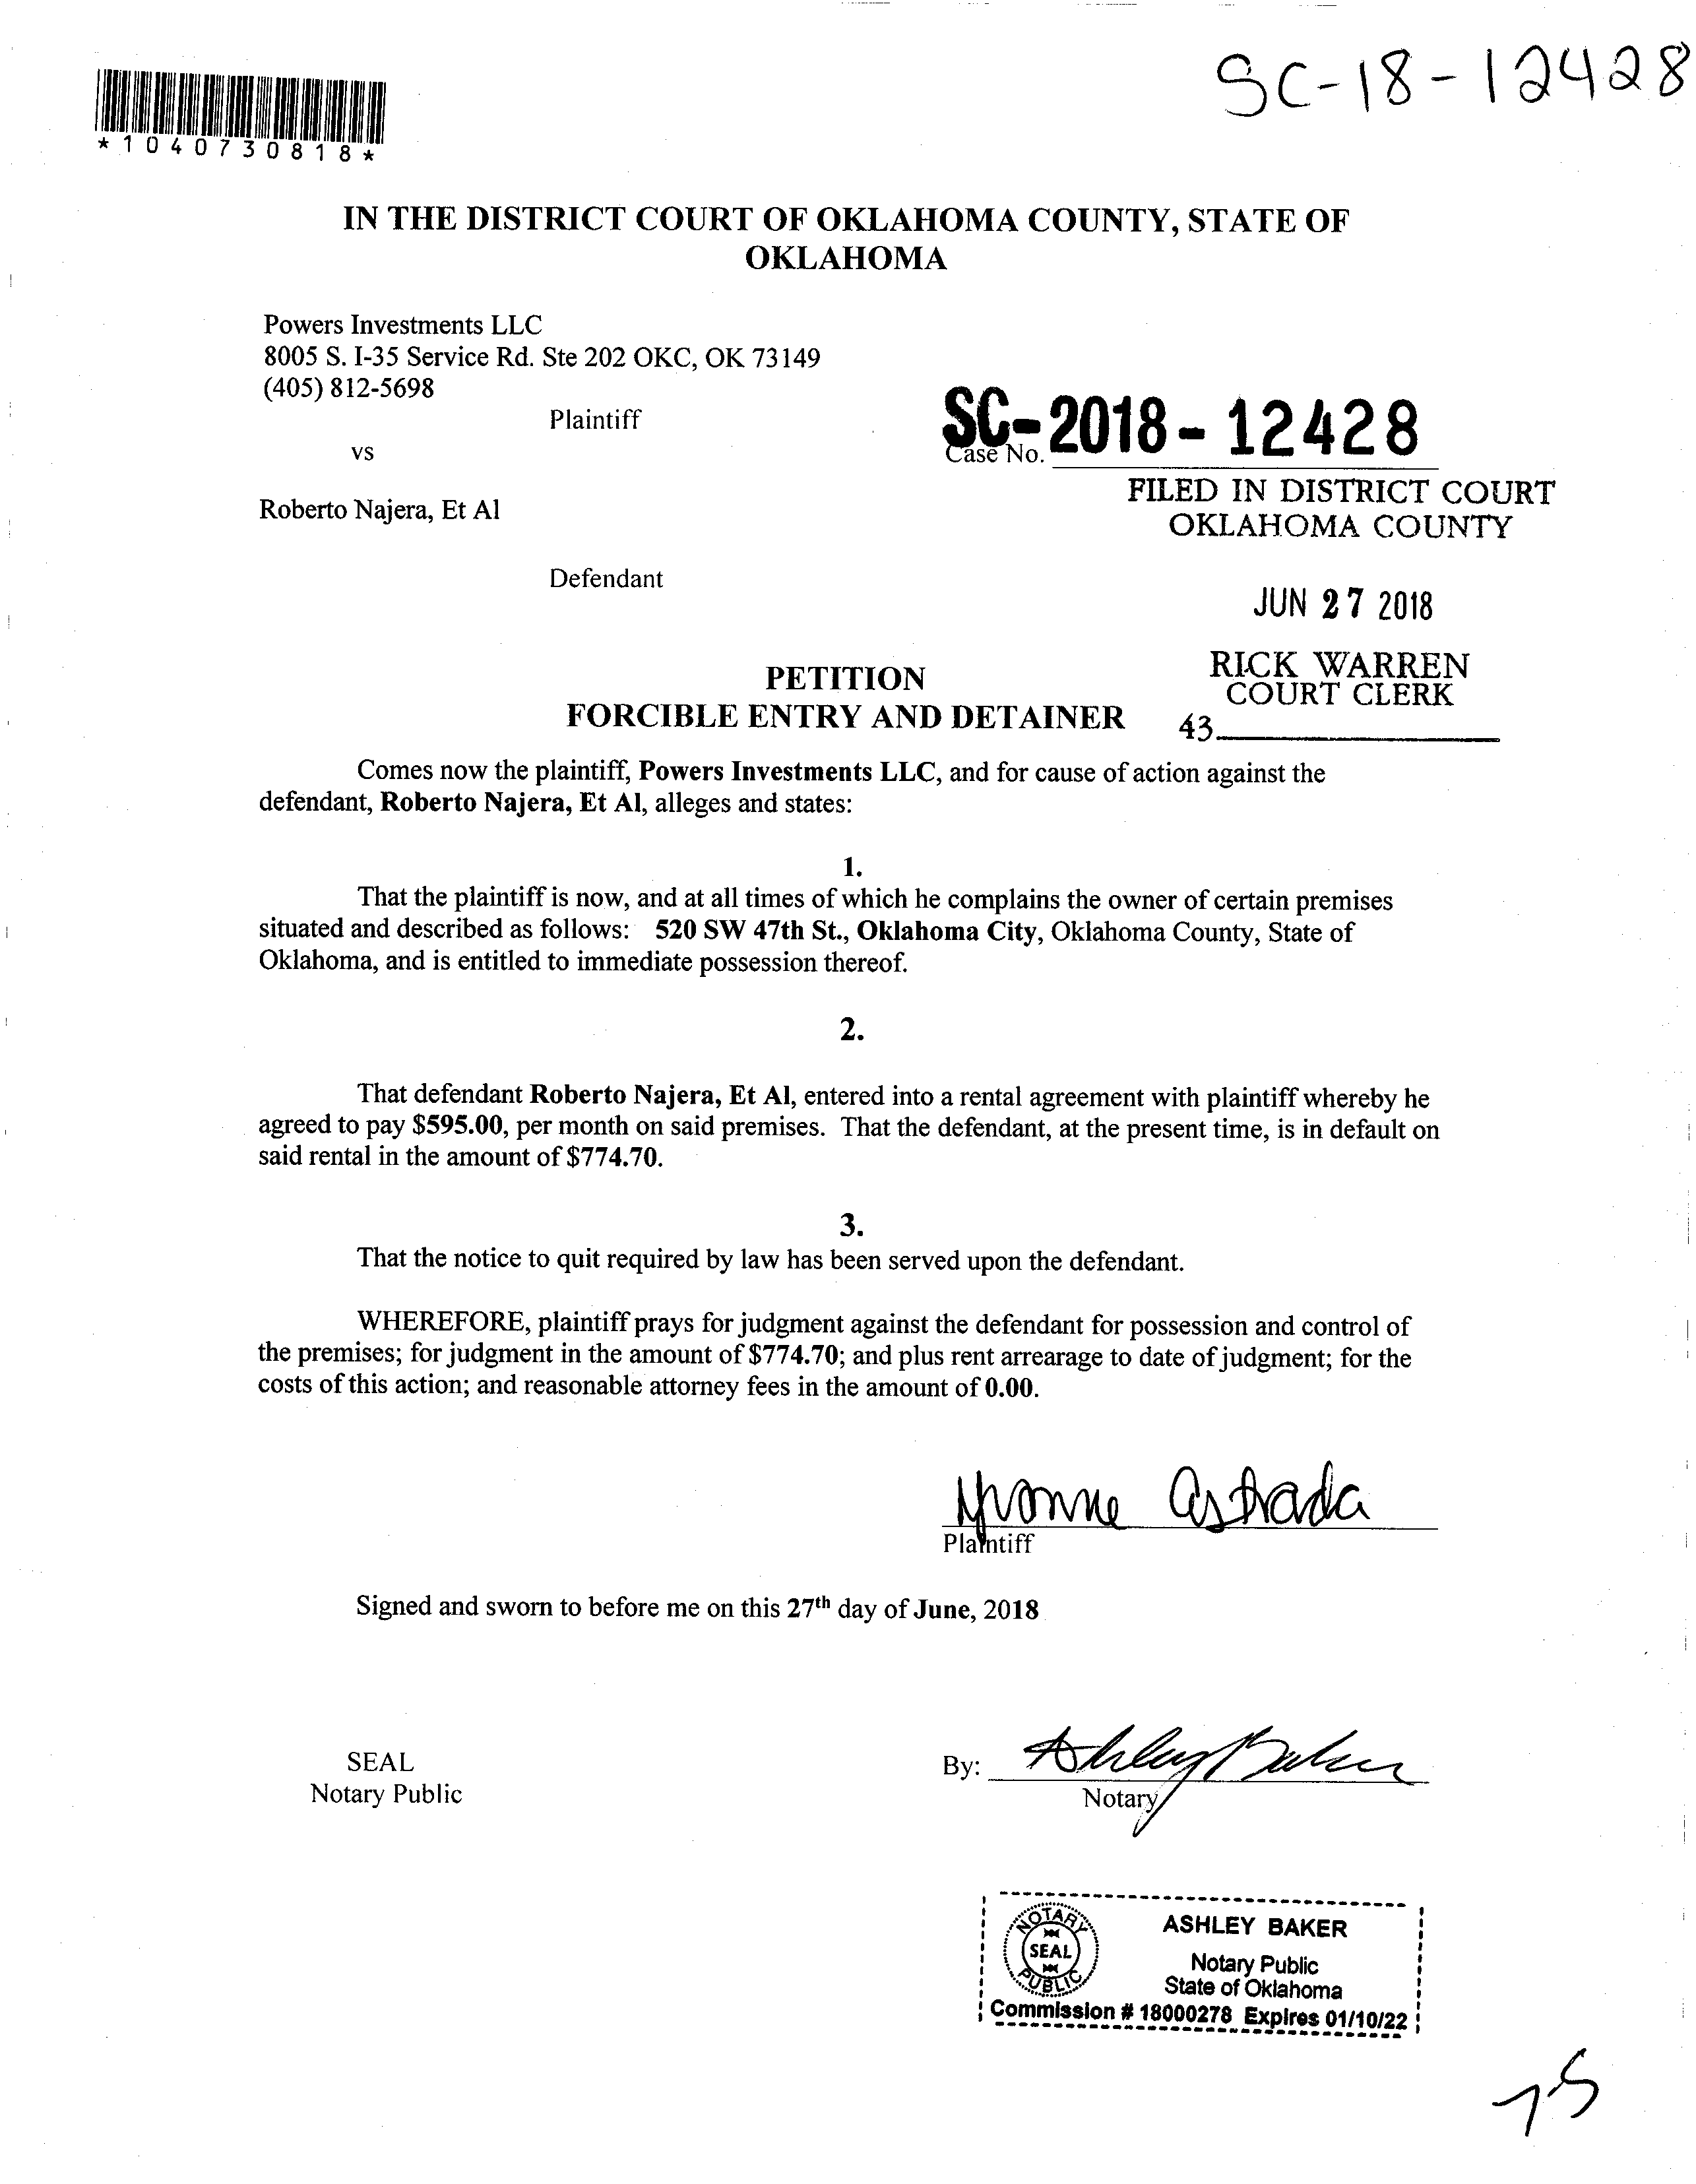 SC-18-12428
*1040730818*
IN THE DISTRICT COURT OF OKLAHOMA COUNTY, STATE OF
OKLAHOMA
Powers Investments LLC
8005 S. I-35 Service Rd. Ste 202 OKC, OK 73149
(405) 812-5698
Plaintiff
vs
SC-2018-12428
Case No.
FILED IN DISTRICT COURT
OKLAHOMA COUNTY
Roberto Najera, Et Al
Defendant
JUN 27 2018
RICK WARREN
COURT CLERK
43
PETITION
FORCIBLE ENTRY AND DETAINER
Comes now the plaintiff, Powers Investments LLC, and for cause of action against the
defendant, Roberto Najera, Et Al, alleges and states:
1.
That the plaintiff is now, and at all times of which he complains the owner of certain premises
situated and described as follows: 520 SW 47th St., Oklahoma City, Oklahoma County, State of
Oklahoma, and is entitled to immediate possession thereof.
2.
That defendant Roberto Najera, Et Al, entered into a rental agreement with plaintiff whereby he
agreed to pay $595.00, per month on said premises. That the defendant, at the present time, is in default on
said rental in the amount of $774.70.
3.
That the notice to quit required by law has been served upon the defendant.
WHEREFORE, plaintiff prays for judgment against the defendant for possession and control of
the premises; for judgment in the amount of $774.70; and plus rent arrearage to date of judgment; for the
costs of this action; and reasonable attorney fees in the amount of 0.00.
Yvonne Astrada
Plaintiff
Signed and sworn to before me on this 27th day of June, 2018
SEAL
Notary Public
By: Ashley Baker
Notary
NOTARY
SEAL
PUBLIC
ASHLEY BAKER
Notary Public
State of Oklahoma
Commission # 18000278 Expires 01/10/22